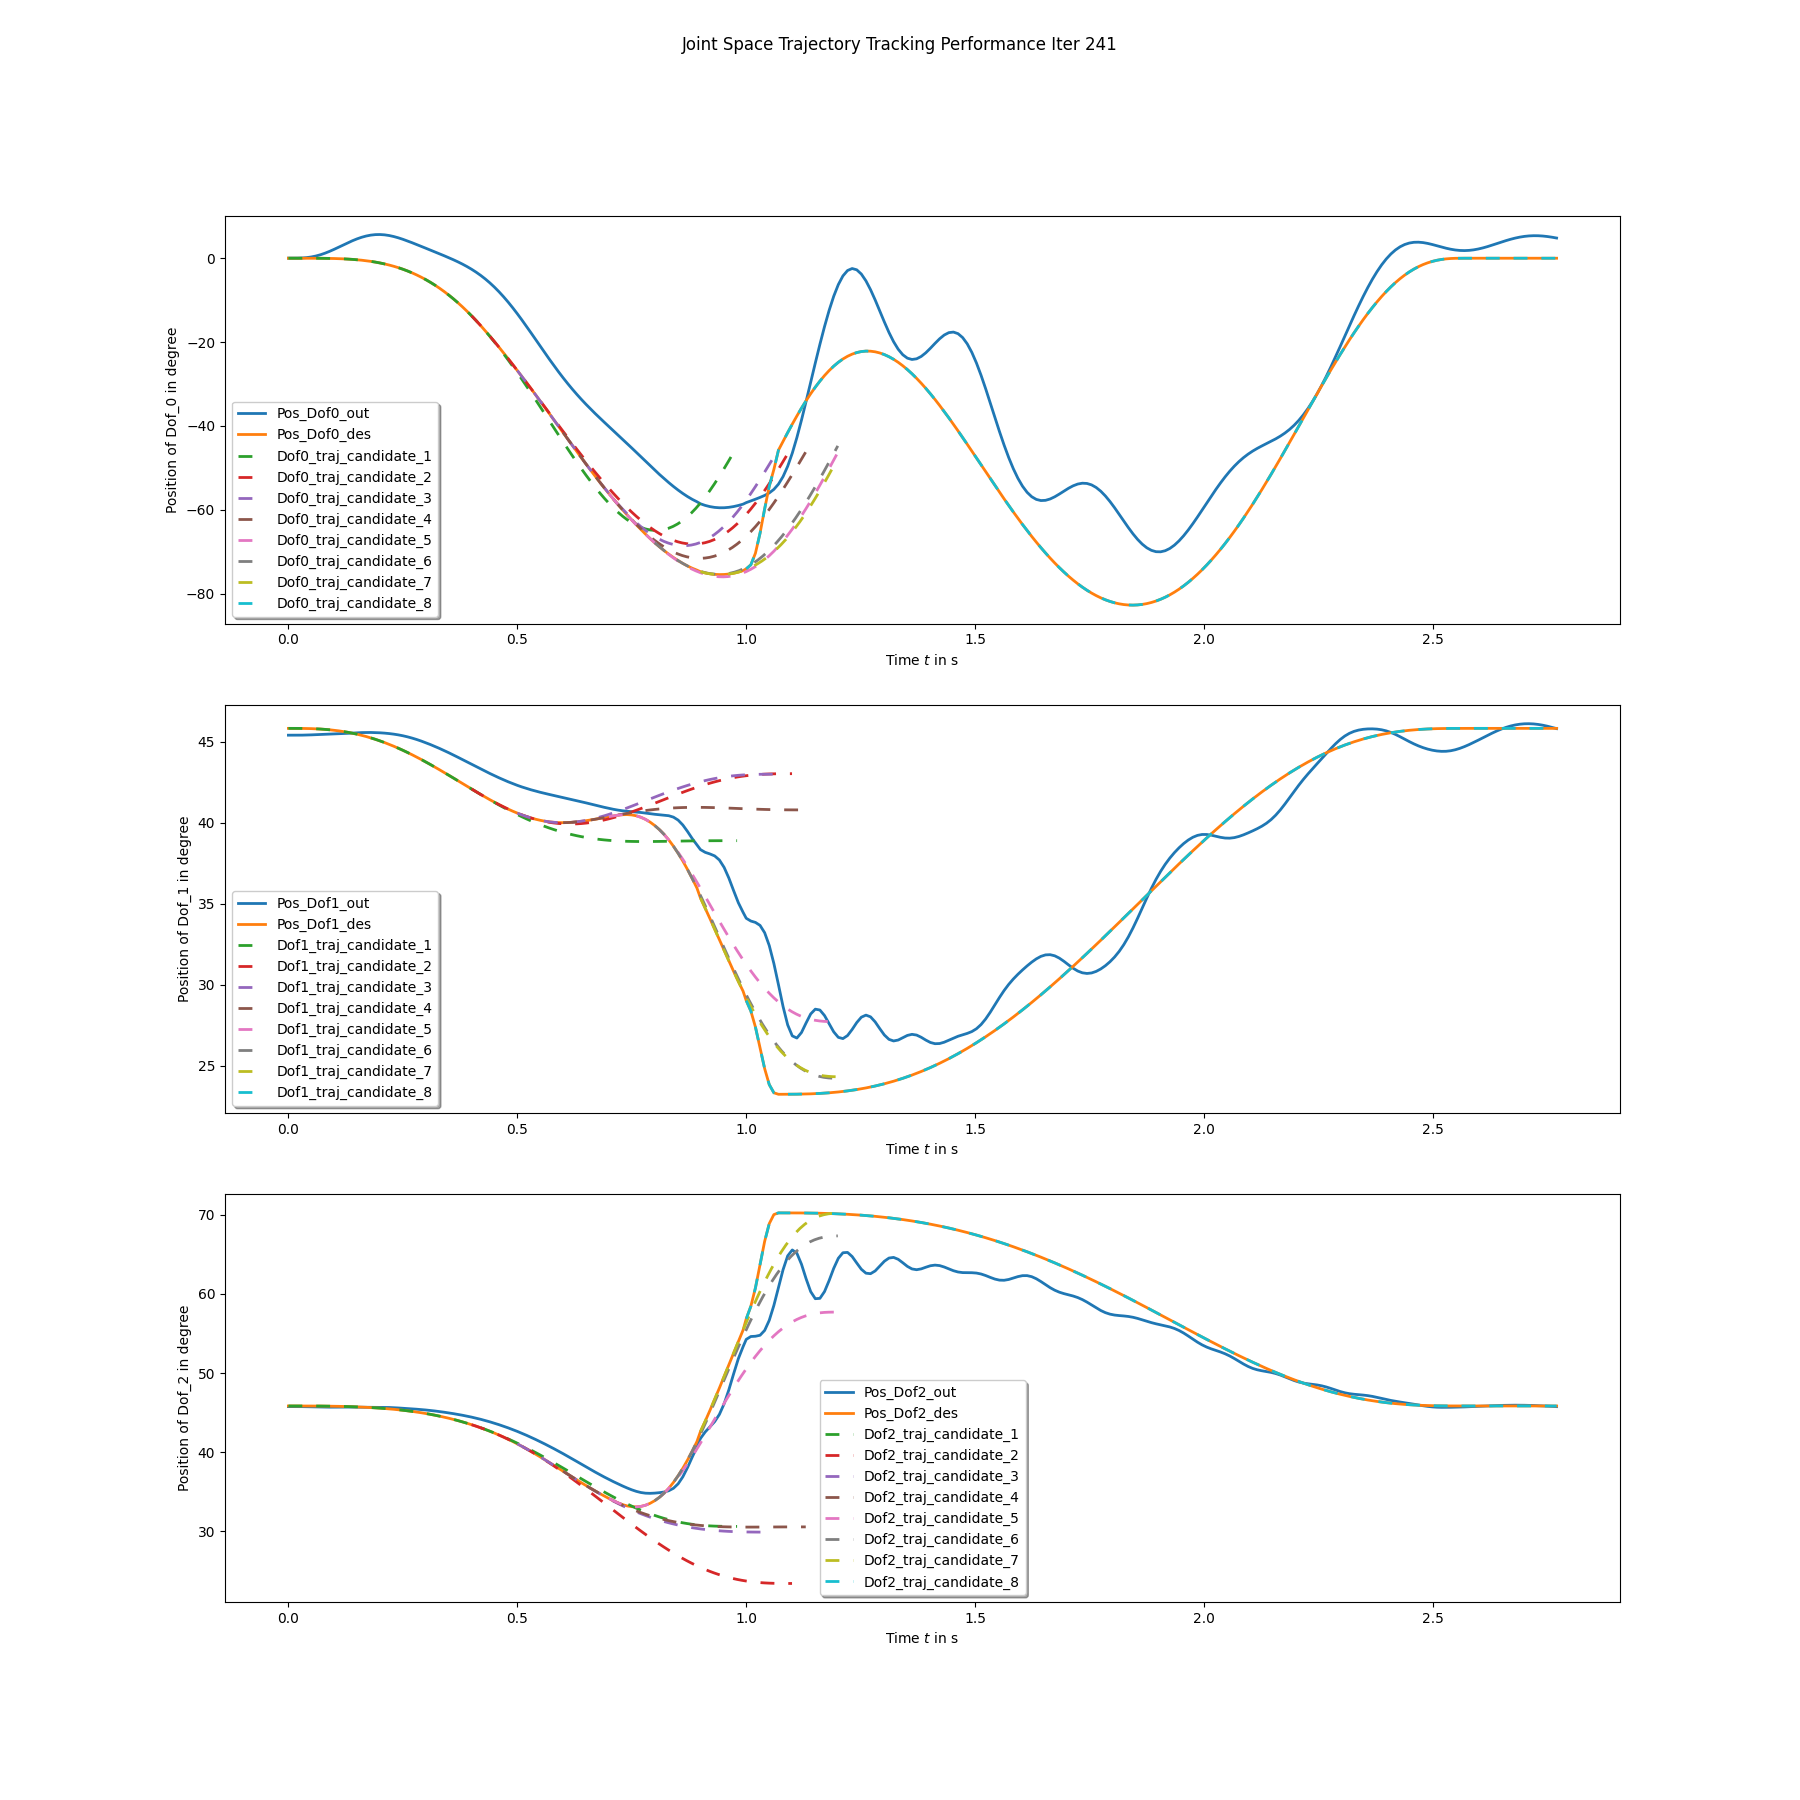 Joint Space Trajectory Tracking Performance Iter 241
Position of Dof_0 in degree
0
−20
−40
−60
−80
Pos_Dof0_out
Pos_Dof0_des
Dof0_traj_candidate_1
Dof0_traj_candidate_2
Dof0_traj_candidate_3
Dof0_traj_candidate_4
Dof0_traj_candidate_5
Dof0_traj_candidate_6
Dof0_traj_candidate_7
Dof0_traj_candidate_8
0.0 0.5 1.0 1.5 2.0 2.5
Time t in s
Position of Dof_1 in degree
45
40
35
30
25
Pos_Dof1_out
Pos_Dof1_des
Dof1_traj_candidate_1
Dof1_traj_candidate_2
Dof1_traj_candidate_3
Dof1_traj_candidate_4
Dof1_traj_candidate_5
Dof1_traj_candidate_6
Dof1_traj_candidate_7
Dof1_traj_candidate_8
0.0 0.5 1.0 1.5 2.0 2.5
Time t in s
Position of Dof_2 in degree
70
60
50
40
30
Pos_Dof2_out
Pos_Dof2_des
Dof2_traj_candidate_1
Dof2_traj_candidate_2
Dof2_traj_candidate_3
Dof2_traj_candidate_4
Dof2_traj_candidate_5
Dof2_traj_candidate_6
Dof2_traj_candidate_7
Dof2_traj_candidate_8
0.0 0.5 1.0 1.5 2.0 2.5
Time t in s